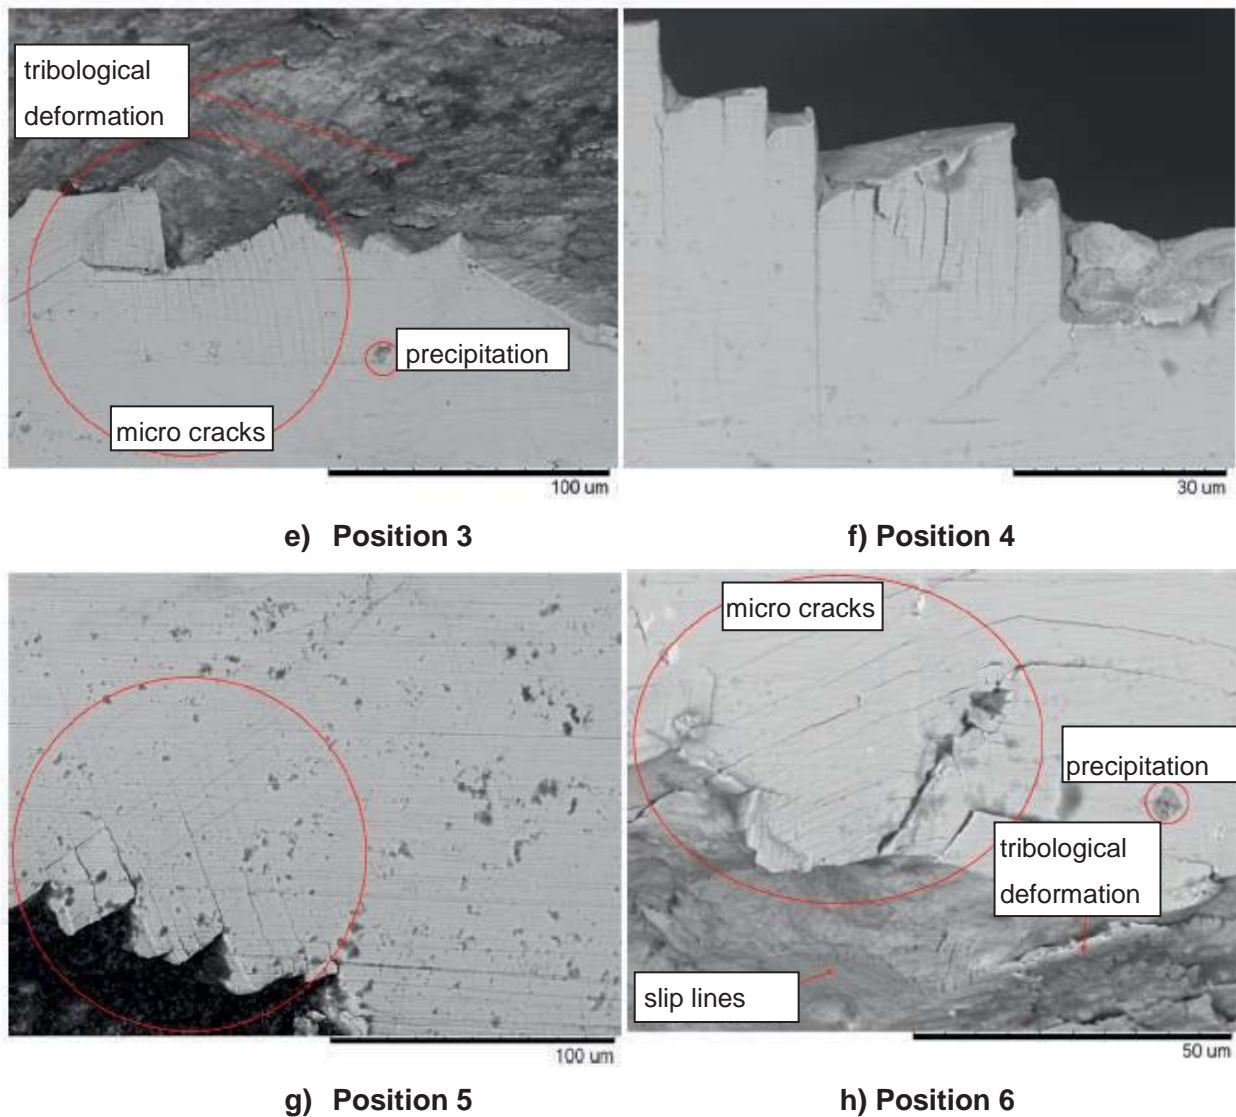 tribological
deformation
precipitation
micro cracks
100 um
30 um
e) Position 3
f) Position 4
micro cracks
precipitation
tribological
deformation
slip lines
100 um
50 um
g) Position 5
h) Position 6